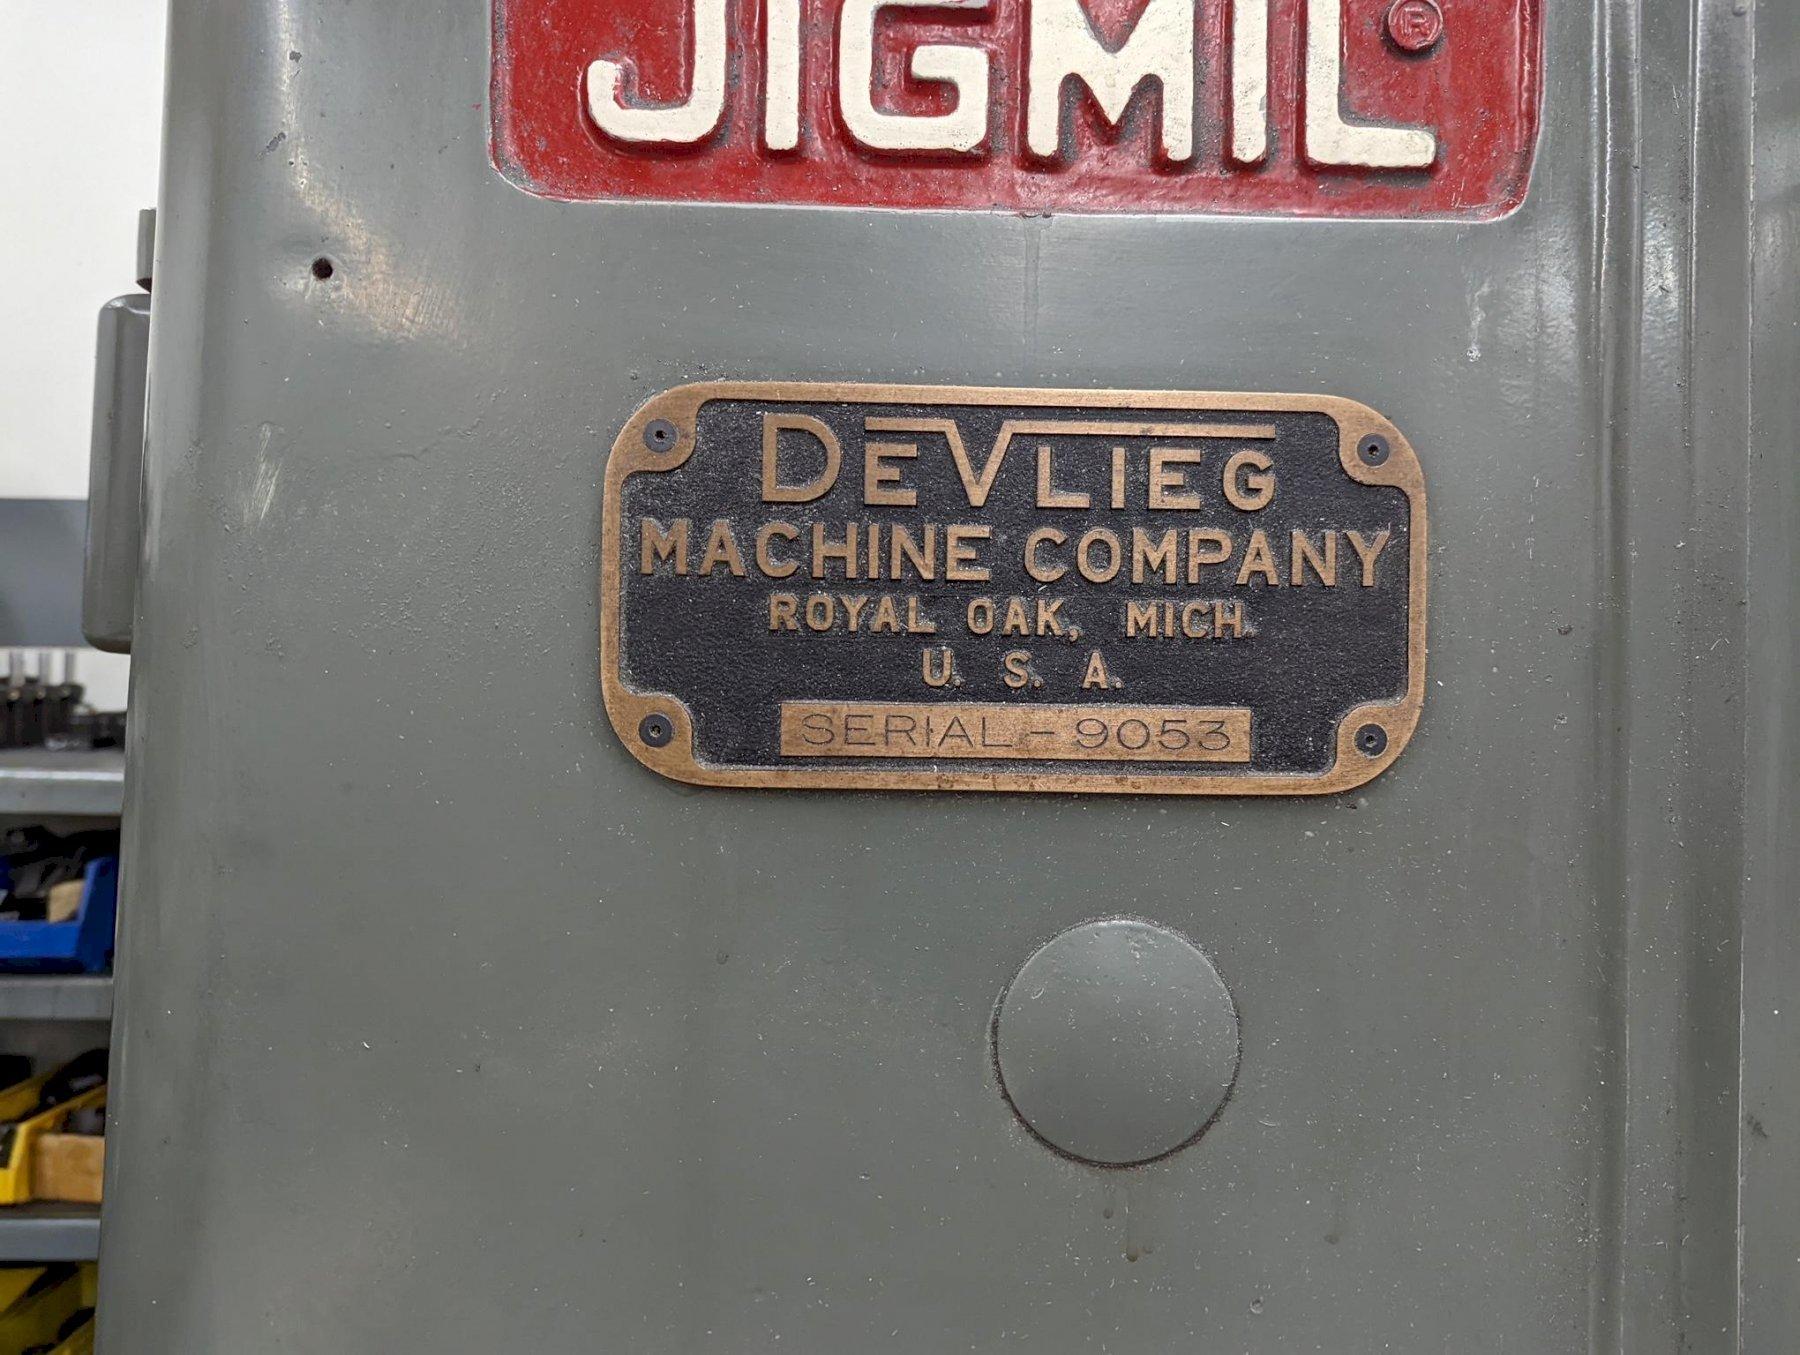 JIGMIL ®
DEVLIEG
MACHINE COMPANY
ROYAL OAK, MICH.
U. S. A.
SERIAL - 9053